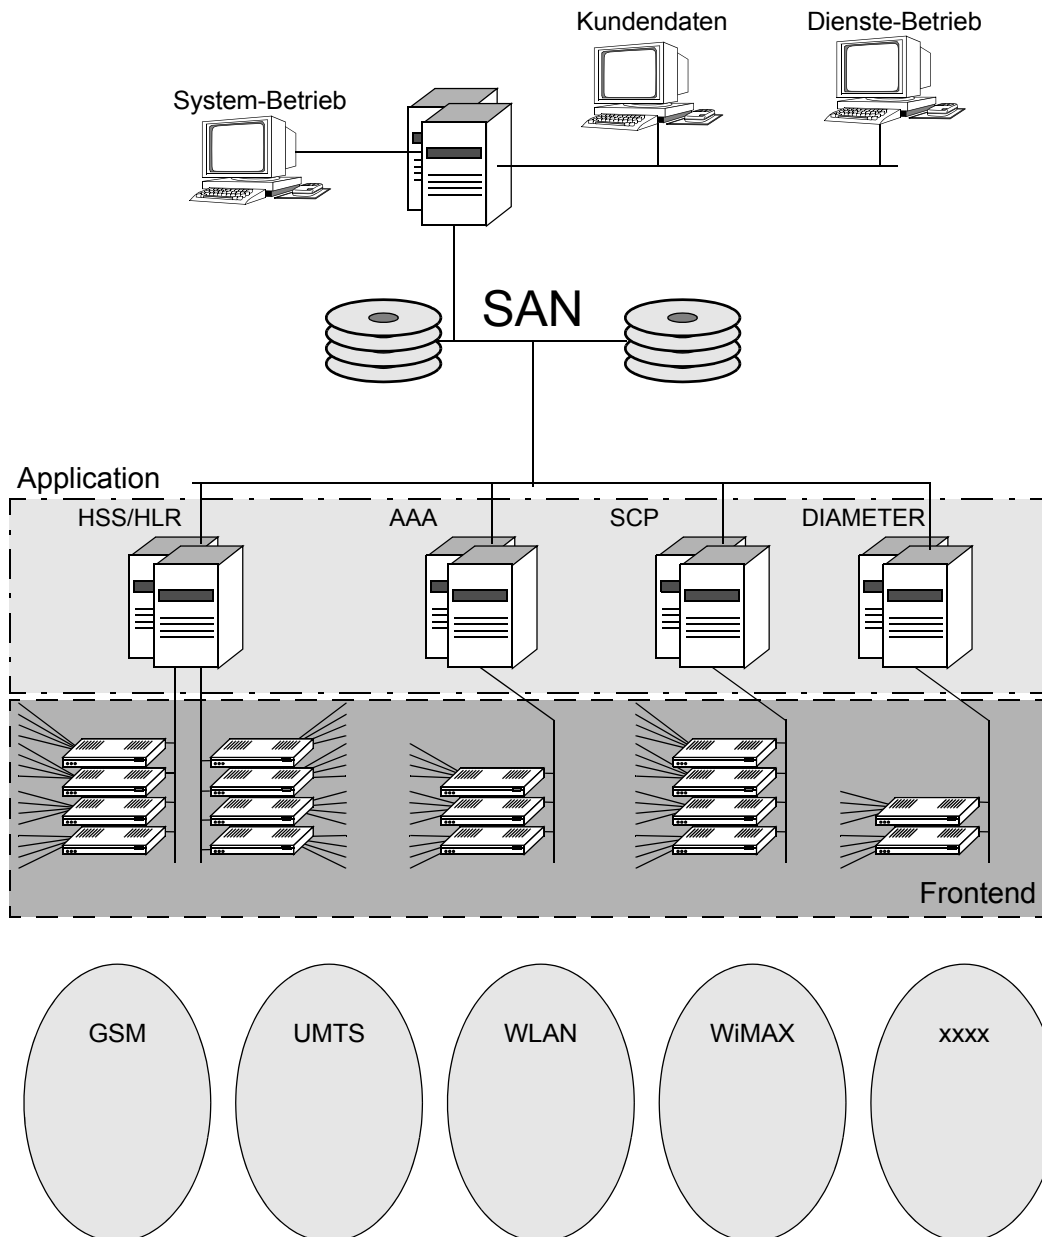 Kundendaten
Dienste-Betrieb
System-Betrieb
SAN
Application
HSS/HLR
AAA
SCP
DIAMETER
Frontend
GSM
UMTS
WLAN
WiMAX
xxxx